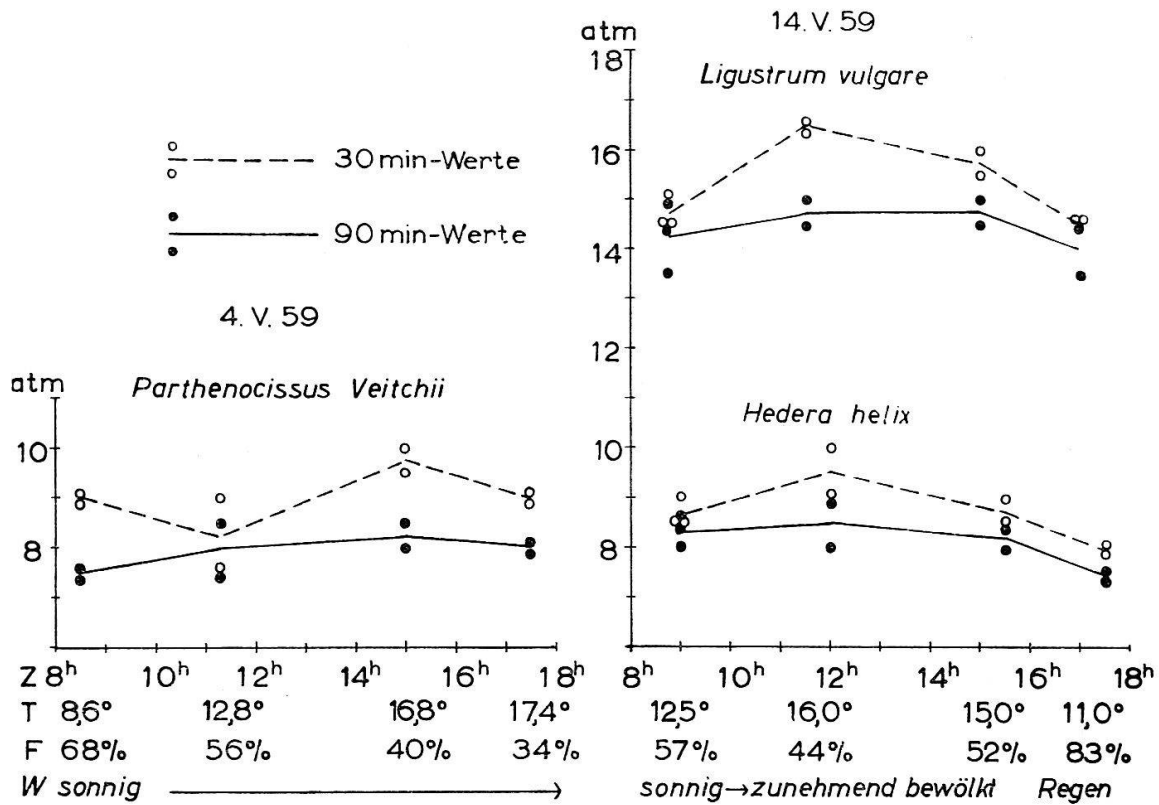 14. V. 59
atm
18
Ligustrum vulgare
16
14
12
30 min-Werte
90 min-Werte
4. V. 59
atm
Parthenocissus Veitchii
10
8
Hedera helix
10
8
Z 8h 10h 12h 14h 16h 18h
T 8,6° 12,8° 16,8° 17,4°
F 68% 56% 40% 34%
W sonnig
8h 10h 12h 14h 16h 18h
12,5° 16,0° 15,0° 11,0°
57% 44% 52% 83%
sonnig→zunehmend bewölkt Regen